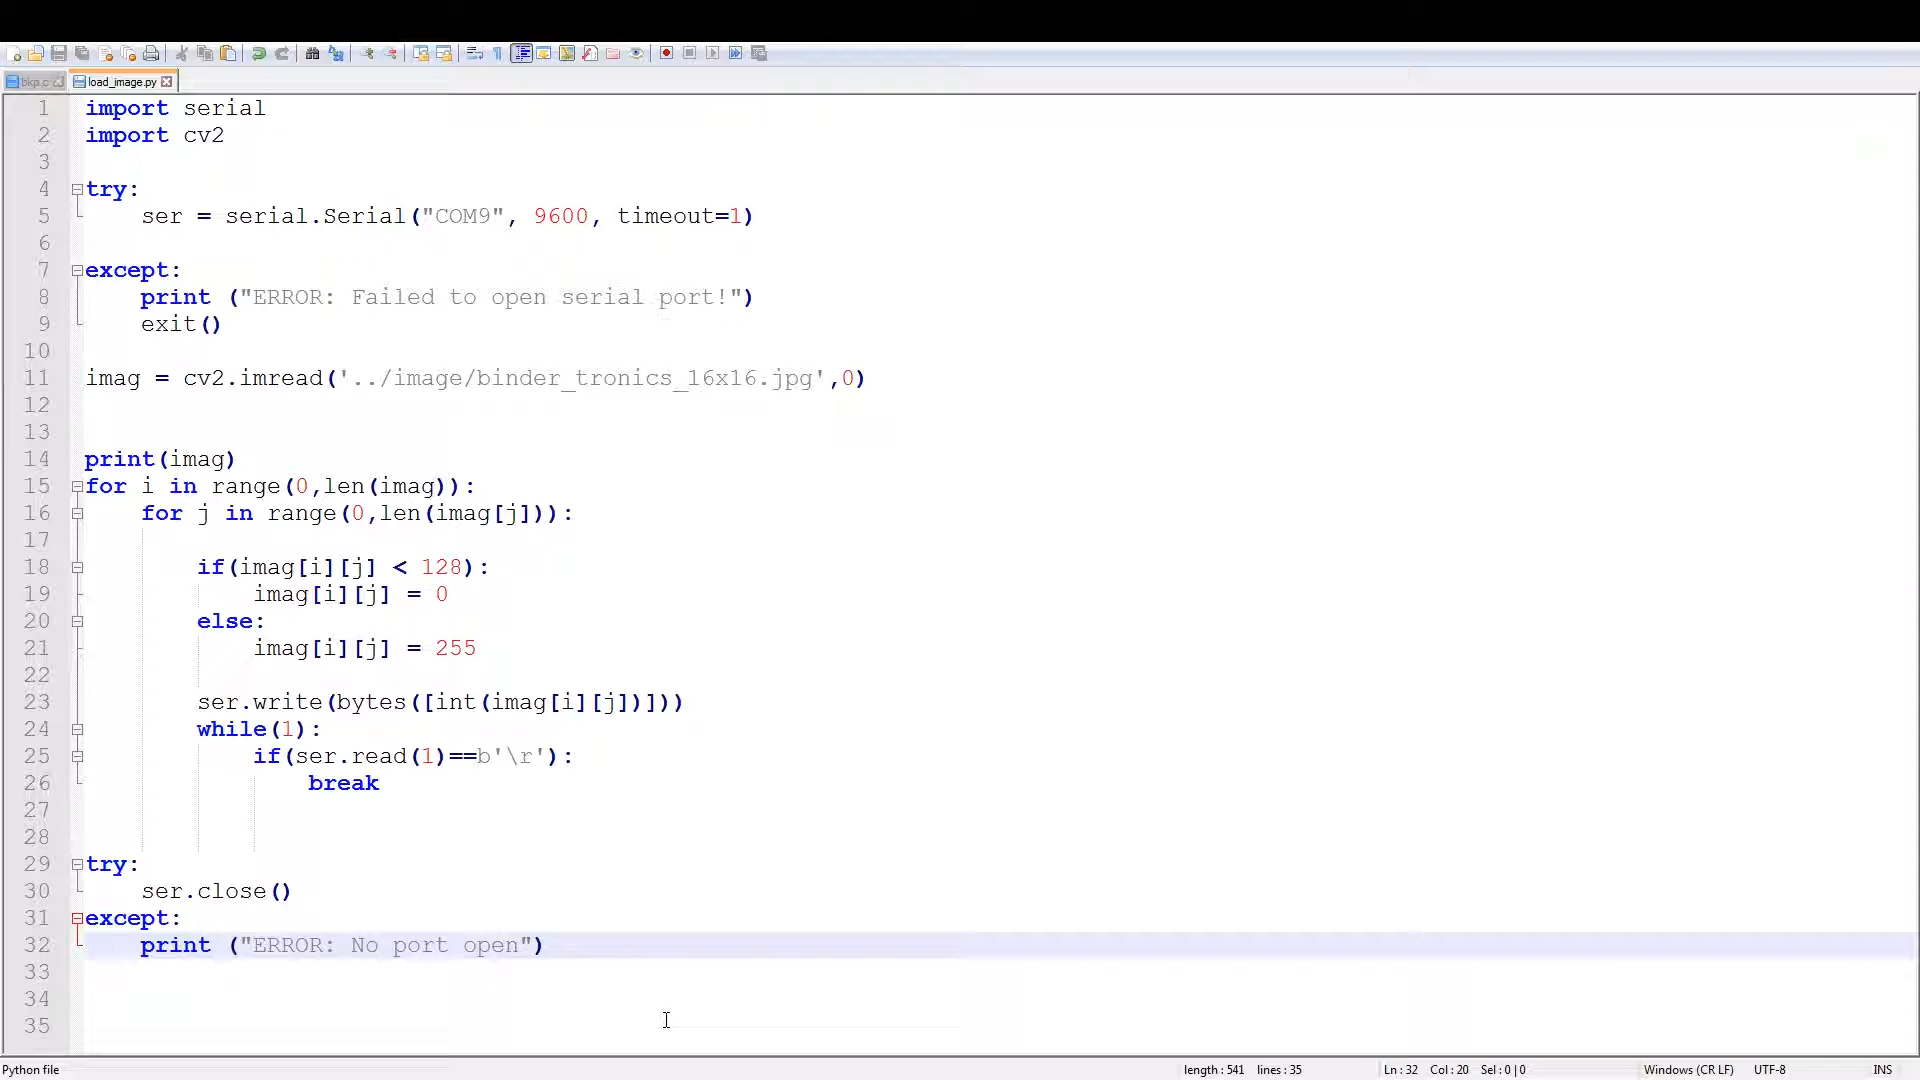 bkp.c load_image.py
1 import serial
2 import cv2
3
4 try:
5 ser = serial.Serial("COM9", 9600, timeout=1)
6
7 except:
8 print ("ERROR: Failed to open serial port!")
9 exit()
10
11 imag = cv2.imread('../image/binder_tronics_16x16.jpg',0)
12
13
14 print(imag)
15 for i in range(0,len(imag)):
16 for j in range(0,len(imag[j])):
17
18 if(imag[i][j] < 128):
19 imag[i][j] = 0
20 else:
21 imag[i][j] = 255
22
23 ser.write(bytes([int(imag[i][j])]))
24 while(1):
25 if(ser.read(1)==b'\r'):
26 break
27
28
29 try:
30 ser.close()
31 except:
32 print ("ERROR: No port open")
33
34
35
Python file length : 541 lines : 35 Ln : 32 Col : 20 Sel : 0 | 0 Windows (CR LF) UTF-8 INS